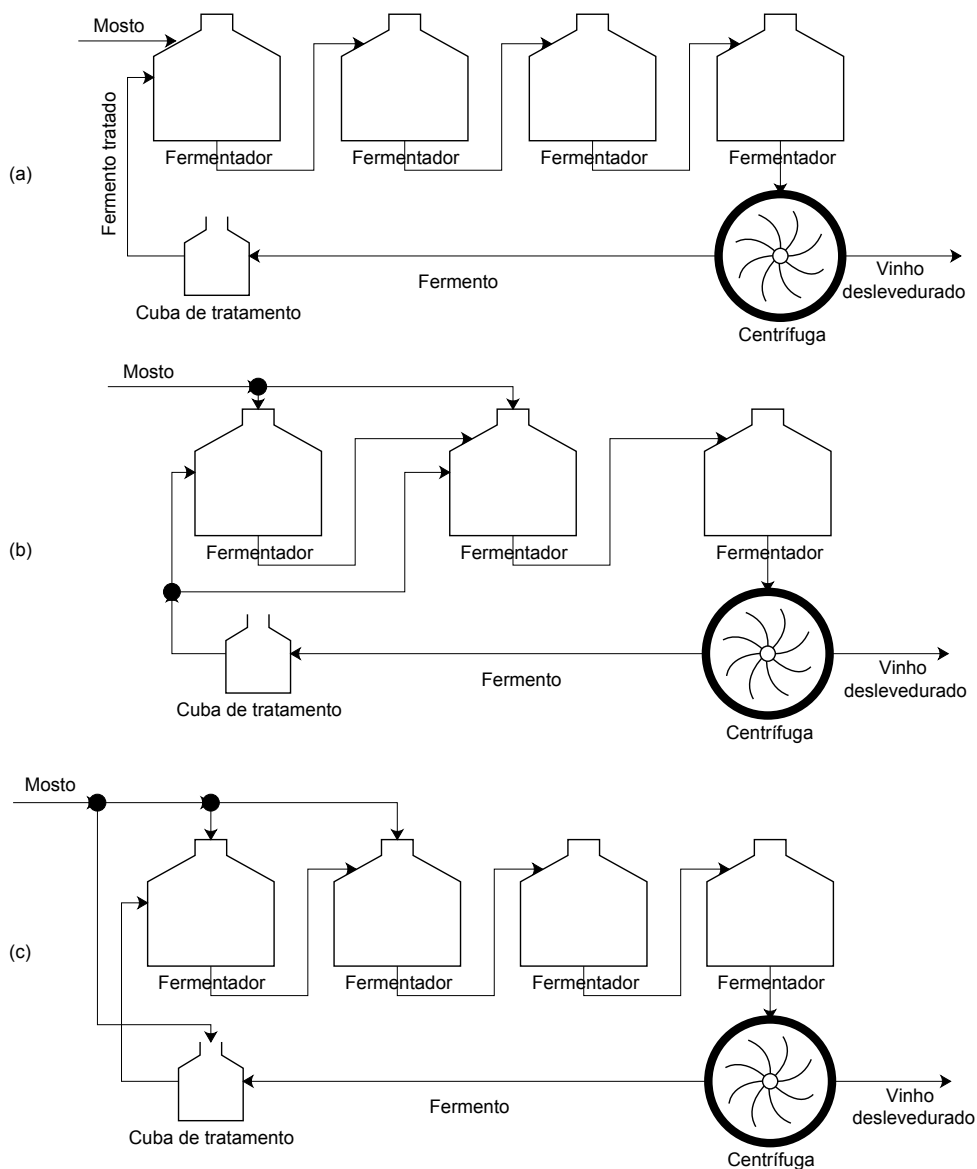 Mosto
Fermento tratado
Fermentador
Fermentador
Fermentador
Fermentador
(a)
Fermento
Vinho
deslevedurado
Cuba de tratamento
Centrífuga
Mosto
(b)
Fermentador
Fermentador
Fermentador
Fermento
Vinho
deslevedurado
Cuba de tratamento
Centrífuga
Mosto
(c)
Fermentador
Fermentador
Fermentador
Fermentador
Fermento
Vinho
deslevedurado
Cuba de tratamento
Centrífuga